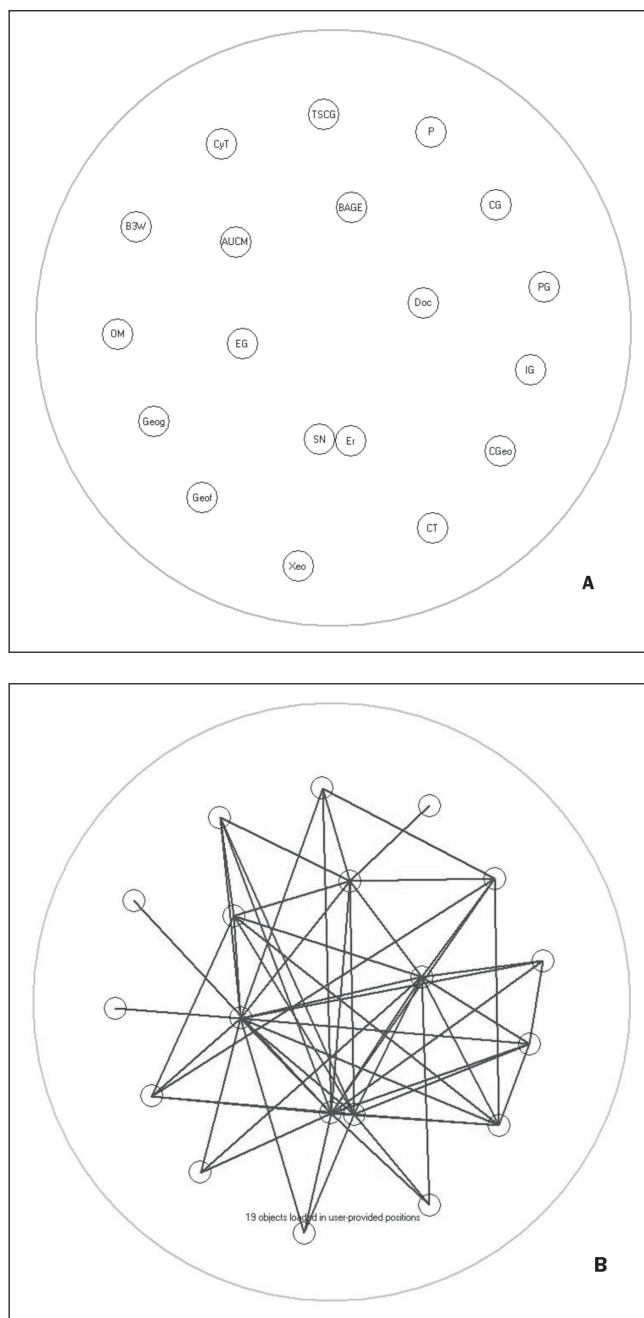 TSCG
P
CyT
BAGE
CG
B3W
AUCM
PG
Doc
OM
EG
IG
Geog
SN
Er
CGeo
Geof
CT
Xeo
A
19 objects loaded in user-provided positions
B